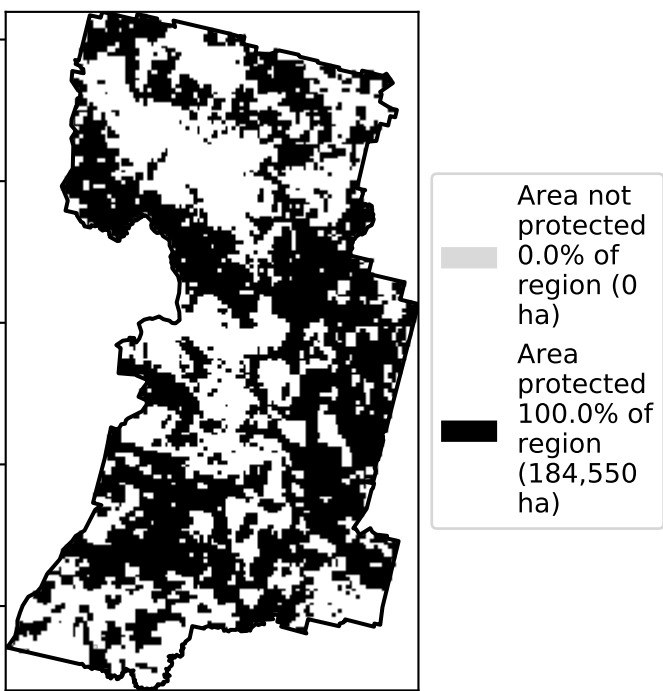 Area not
protected
0.0% of
region (0
ha)
Area
protected
100.0% of
region
(184,550
ha)